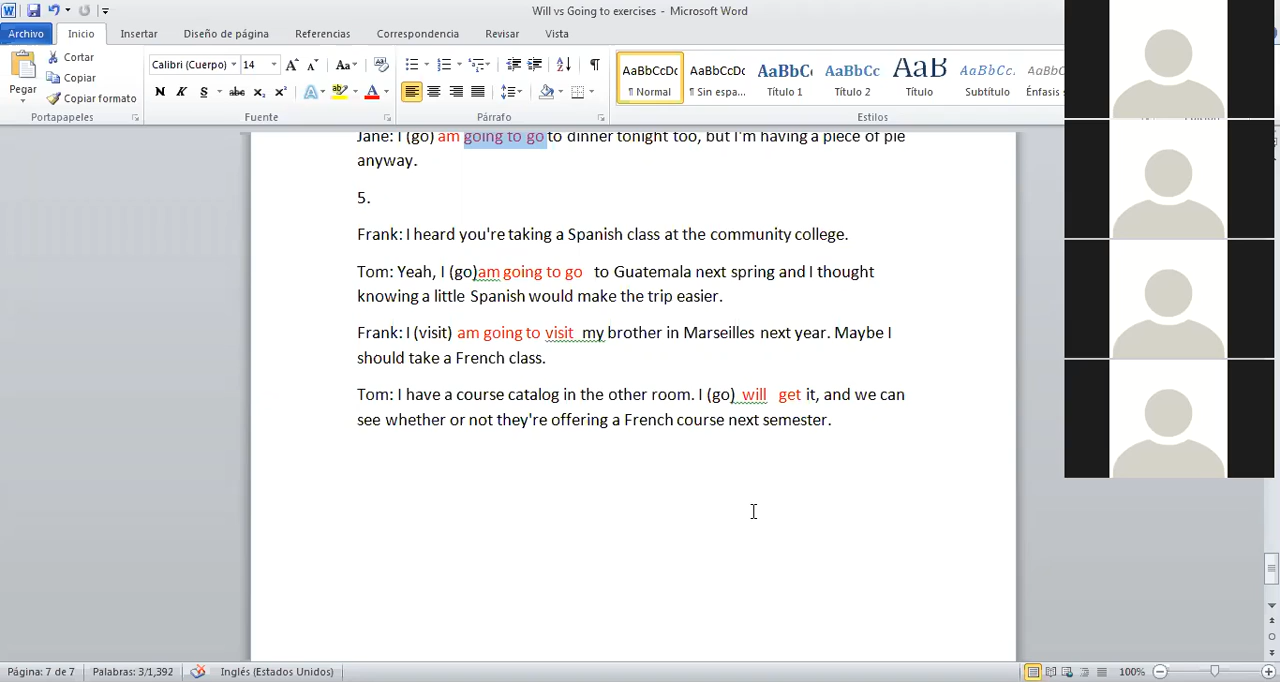 Will vs Going to exercises - Microsoft Word
Archivo Inicio Insertar Diseño de página Referencias Correspondencia Revisar Vista
Pegar
Cortar
Copiar
Copiar formato
Portapapeles
Calibri (Cuerpo) 14
Fuente
Párrafo
AaBbCcDc AaBbCcDc AaBbC AaBbCc AaB AaBbCc.
¶ Normal ¶ Sin espa... Título 1 Título 2 Título Subtítulo Énfasis
Estilos
Jane: I (go) am going to go to dinner tonight too, but I'm having a piece of pie
anyway.
5.
Frank: I heard you're taking a Spanish class at the community college.
Tom: Yeah, I (go)am going to go to Guatemala next spring and I thought
knowing a little Spanish would make the trip easier.
Frank: I (visit) am going to visit my brother in Marseilles next year. Maybe I
should take a French class.
Tom: I have a course catalog in the other room. I (go) will get it, and we can
see whether or not they're offering a French course next semester.
Página: 7 de 7 Palabras: 3/1,392 Inglés (Estados Unidos) 100%